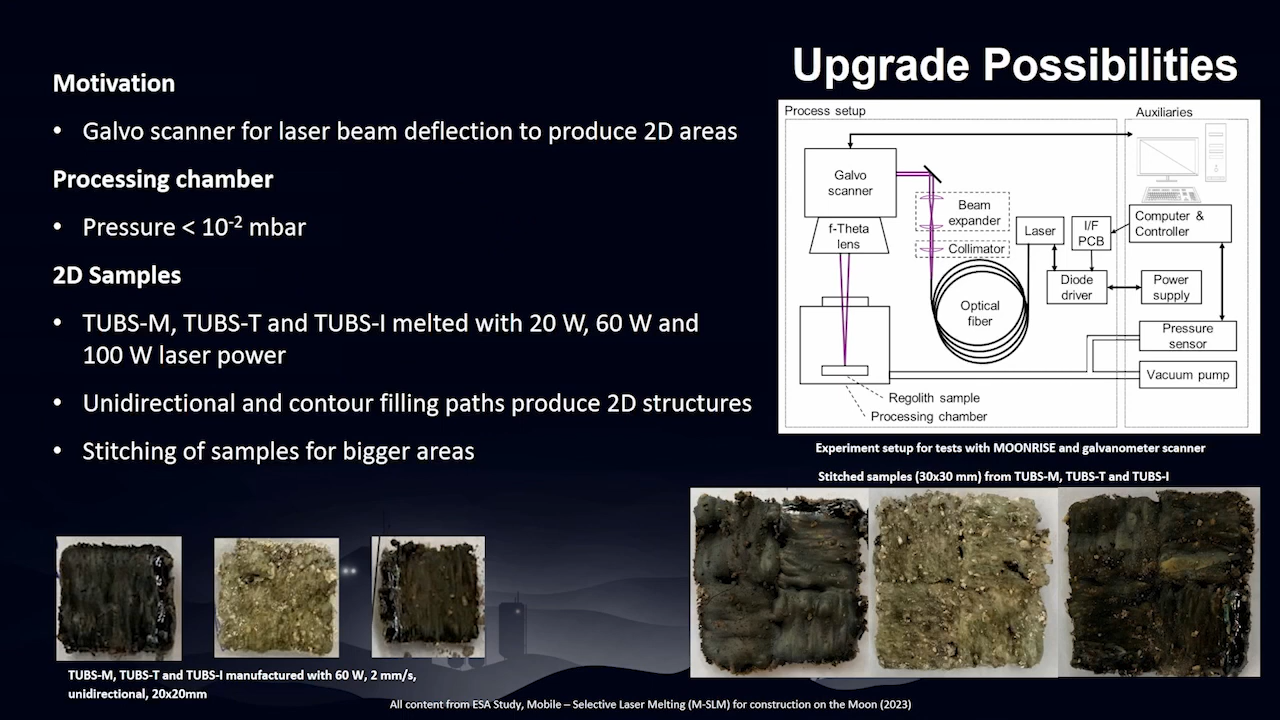 Upgrade Possibilities
Motivation
• Galvo scanner for laser beam deflection to produce 2D areas
Processing chamber
• Pressure < 10⁻² mbar
2D Samples
• TUBS-M, TUBS-T and TUBS-I melted with 20 W, 60 W and
100 W laser power
• Unidirectional and contour filling paths produce 2D structures
• Stitching of samples for bigger areas
Process setup
Auxiliaries
Galvo
scanner
f-Theta
lens
Beam
expander
Collimator
Optical
fiber
Laser
I/F
PCB
Computer &
Controller
Diode
driver
Power
supply
Pressure
sensor
Vacuum pump
Regolith sample
Processing chamber
Experiment setup for tests with MOONRISE and galvanometer scanner
Stitched samples (30x30 mm) from TUBS-M, TUBS-T and TUBS-I
TUBS-M, TUBS-T and TUBS-I manufactured with 60 W, 2 mm/s,
unidirectional, 20x20mm
All content from ESA Study, Mobile – Selective Laser Melting (M-SLM) for construction on the Moon (2023)